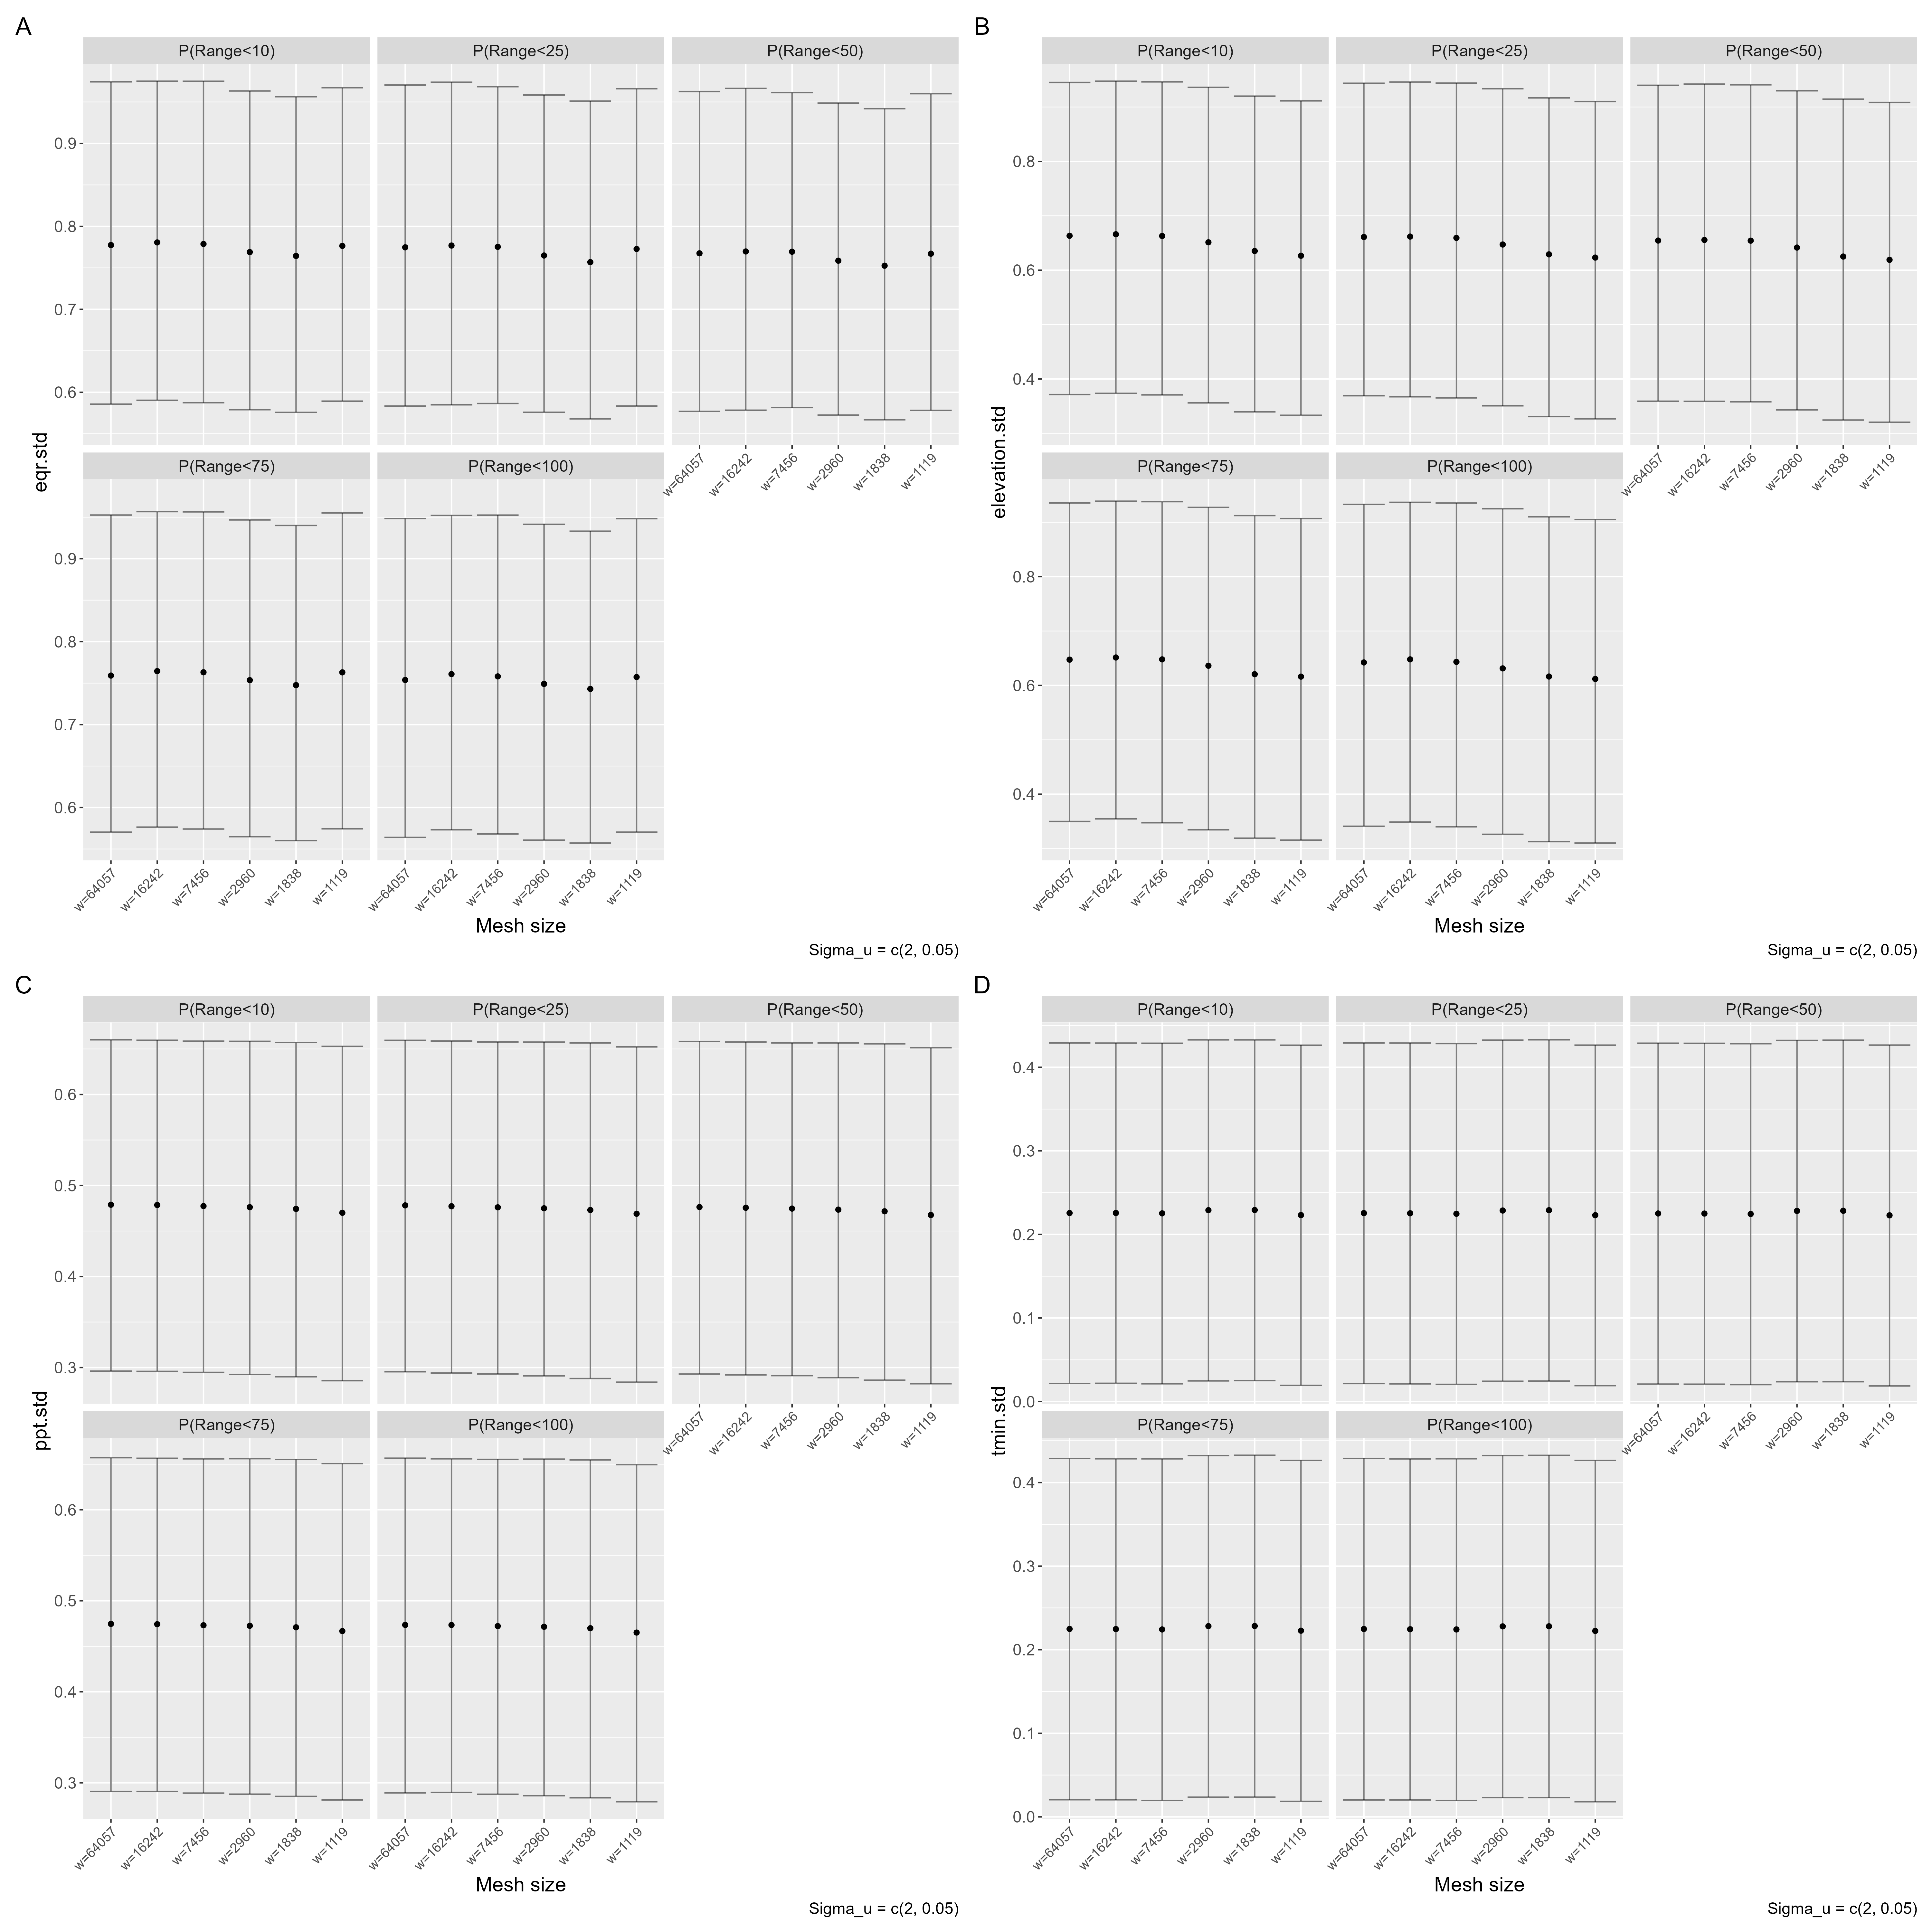 A
P(Range<10) P(Range<25) P(Range<50)
0.9
0.8
0.7
0.6
eqr.std
w=64057 w=16242 w=7456 w=2960 w=1838 w=1119
P(Range<75) P(Range<100)
0.9
0.8
0.7
0.6
w=64057 w=16242 w=7456 w=2960 w=1838 w=1119 w=64057 w=16242 w=7456 w=2960 w=1838 w=1119
Mesh size
Sigma_u = c(2, 0.05)
B
P(Range<10) P(Range<25) P(Range<50)
0.8
0.6
0.4
elevation.std
w=64057 w=16242 w=7456 w=2960 w=1838 w=1119
P(Range<75) P(Range<100)
0.8
0.6
0.4
w=64057 w=16242 w=7456 w=2960 w=1838 w=1119 w=64057 w=16242 w=7456 w=2960 w=1838 w=1119
Mesh size
Sigma_u = c(2, 0.05)
C
P(Range<10) P(Range<25) P(Range<50)
0.6
0.5
0.4
0.3
ppt.std
w=64057 w=16242 w=7456 w=2960 w=1838 w=1119
P(Range<75) P(Range<100)
0.6
0.5
0.4
0.3
w=64057 w=16242 w=7456 w=2960 w=1838 w=1119 w=64057 w=16242 w=7456 w=2960 w=1838 w=1119
Mesh size
Sigma_u = c(2, 0.05)
D
P(Range<10) P(Range<25) P(Range<50)
0.4
0.3
0.2
0.1
0.0
tmin.std
w=64057 w=16242 w=7456 w=2960 w=1838 w=1119
P(Range<75) P(Range<100)
0.4
0.3
0.2
0.1
0.0
w=64057 w=16242 w=7456 w=2960 w=1838 w=1119 w=64057 w=16242 w=7456 w=2960 w=1838 w=1119
Mesh size
Sigma_u = c(2, 0.05)